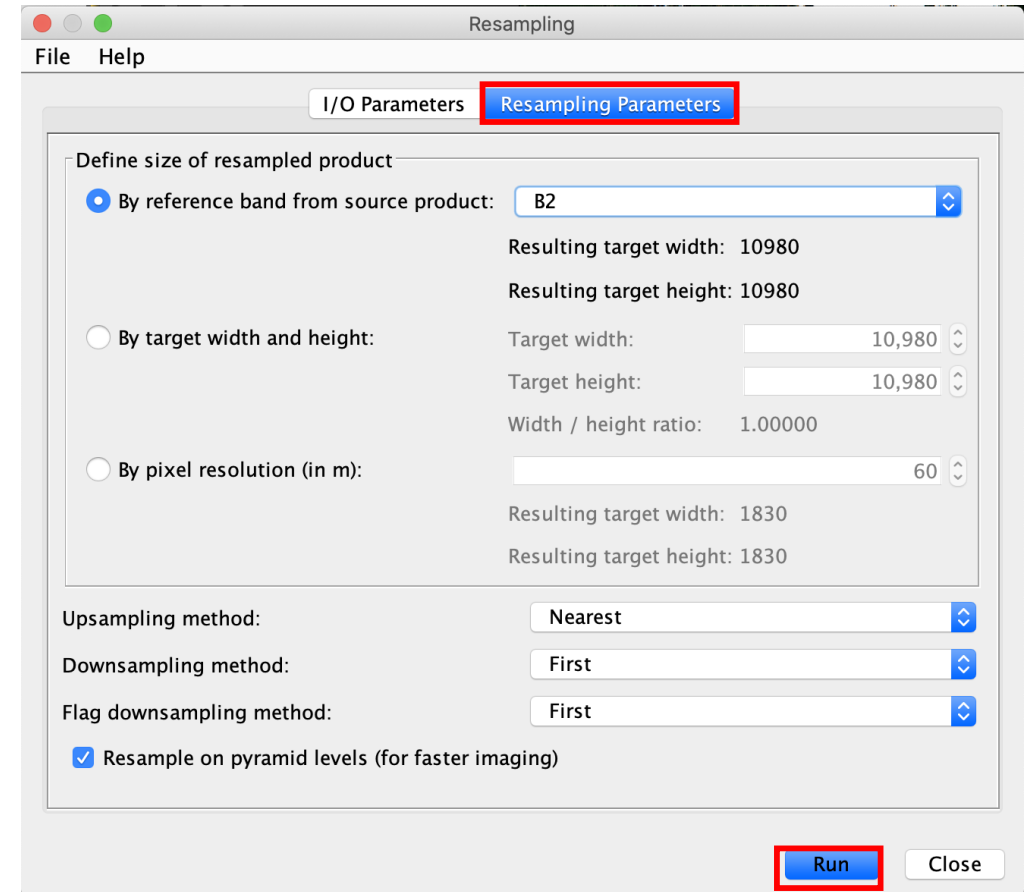 Resampling
File Help
I/O Parameters Resampling Parameters
Define size of resampled product
By reference band from source product: B2
Resulting target width: 10980
Resulting target height: 10980
By target width and height: Target width: 10,980
Target height: 10,980
Width / height ratio: 1.00000
By pixel resolution (in m): 60
Resulting target width: 1830
Resulting target height: 1830
Upsampling method: Nearest
Downsampling method: First
Flag downsampling method: First
Resample on pyramid levels (for faster imaging)
Run Close